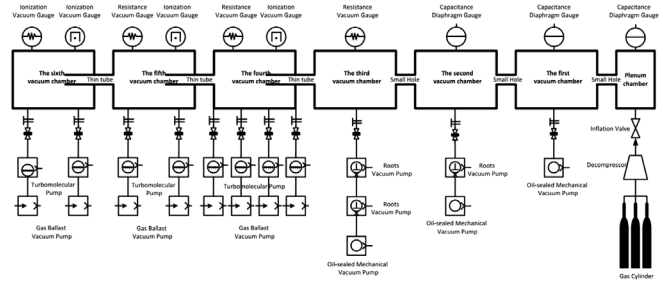 Ionization
Vacuum Gauge
Ionization
Vacuum Gauge
Resistance
Vacuum Gauge
Ionization
Vacuum Gauge
Resistance
Vacuum Gauge
Ionization
Vacuum Gauge
Resistance
Vacuum Gauge
Capacitance
Diaphragm Gauge
Capacitance
Diaphragm Gauge
Capacitance
Diaphragm Gauge
The sixth
vacuum chamber
Thin tube
The fifth
vacuum chamber
Thin tube
The fourth
vacuum chamber
Thin tube
The third
vacuum chamber
Small Hole
The second
vacuum chamber
Small Hole
The first
vacuum chamber
Small Hole
Plenum
chamber
Inflation Valve
Decompressor
Turbomolecular
Pump
Turbomolecular
Pump
Turbomolecular Pump
Roots
Vacuum Pump
Roots
Vacuum Pump
Oil-sealed Mechanical
Vacuum Pump
Roots
Vacuum Pump
Oil-sealed Mechanical
Vacuum Pump
Gas Ballast
Vacuum Pump
Gas Ballast
Vacuum Pump
Gas Ballast
Vacuum Pump
Oil-sealed Mechanical
Vacuum Pump
Gas Cylinder